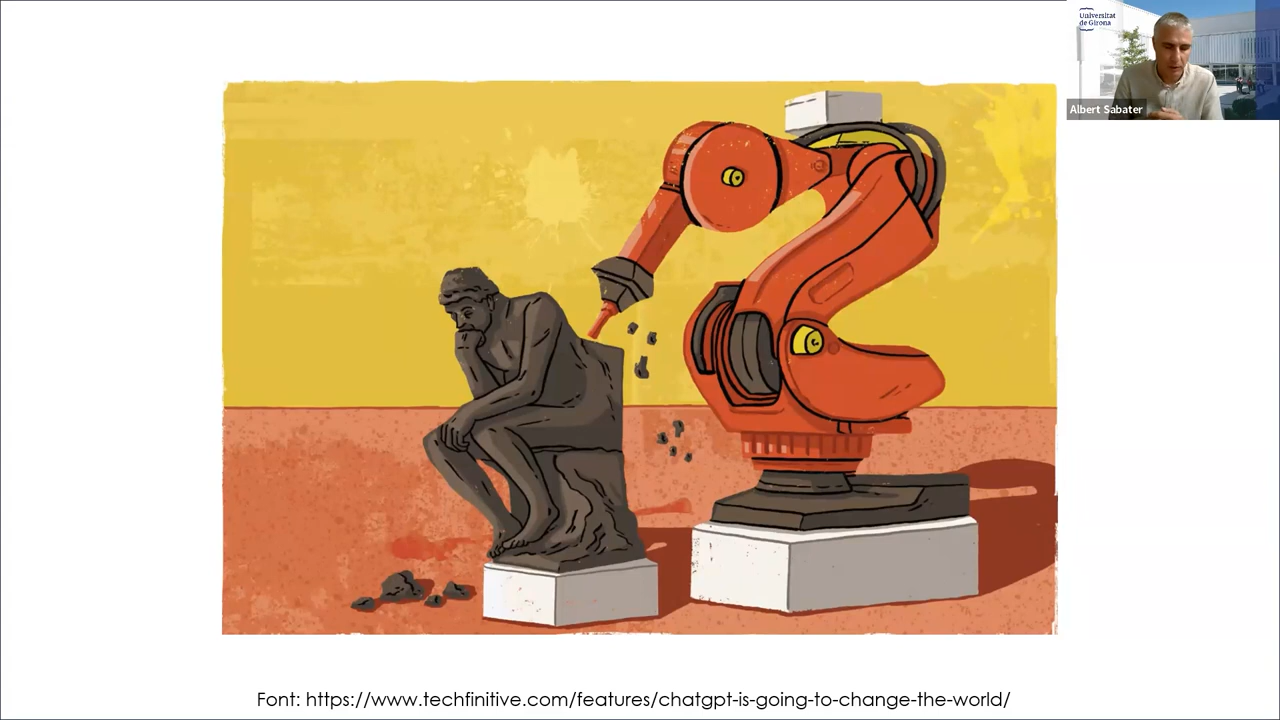 Universitat
de Girona
Albert Sabater
Font: https://www.techfinitive.com/features/chatgpt-is-going-to-change-the-world/